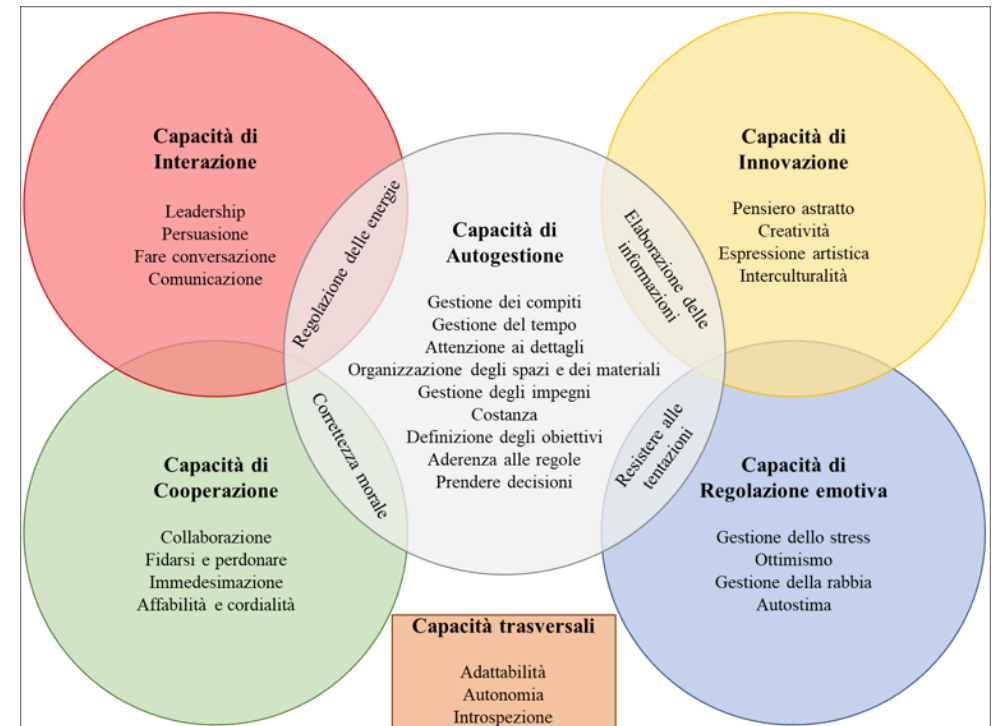 Capacità di
Interazione
Leadership
Persuasione
Fare conversazione
Comunicazione
Regolazione delle energie
Capacità di
Autogestione
Gestione dei compiti
Gestione del tempo
Attenzione ai dettagli
Organizzazione degli spazi e dei materiali
Gestione degli impegni
Costanza
Definizione degli obiettivi
Aderenza alle regole
Prendere decisioni
Elaborazione delle
informazioni
Capacità di
Innovazione
Pensiero astratto
Creatività
Espressione artistica
Interculturalità
Capacità di
Cooperazione
Collaborazione
Fidarsi e perdonare
Immedesimazione
Affabilità e cordialità
Correttezza morale
Resistere alle
tentazioni
Capacità di
Regolazione emotiva
Gestione dello stress
Ottimismo
Gestione della rabbia
Autostima
Capacità trasversali
Adattabilità
Autonomia
Introspezione